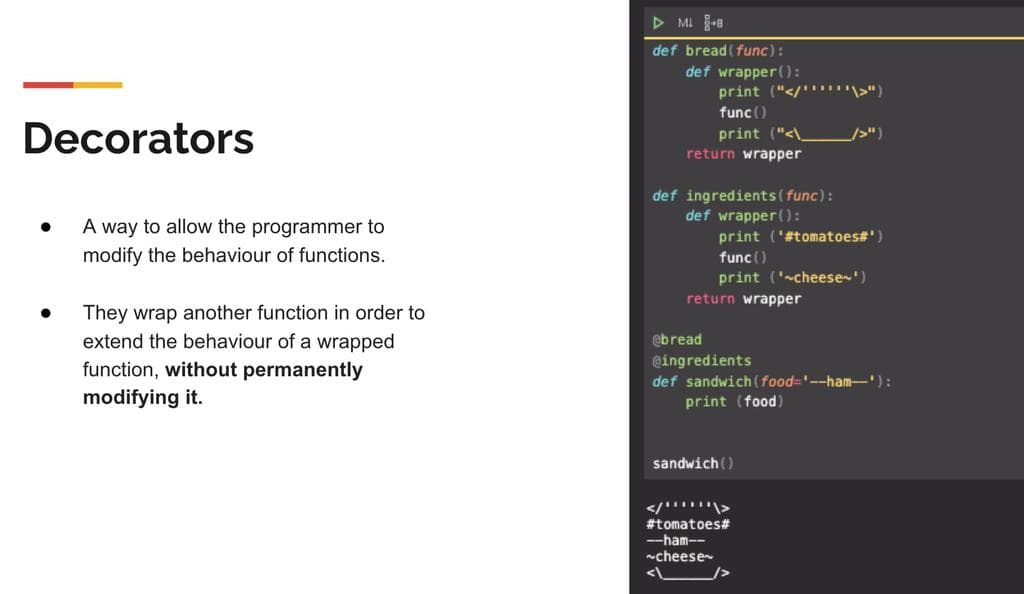 Decorators
● A way to allow the programmer to
modify the behaviour of functions.
● They wrap another function in order to
extend the behaviour of a wrapped
function, without permanently
modifying it.
M↓
def bread(func):
    def wrapper():
        print ("</''''''\>")
        func()
        print ("<\______/>")
    return wrapper
def ingredients(func):
    def wrapper():
        print ('#tomatoes#')
        func()
        print ('~cheese~')
    return wrapper
@bread
@ingredients
def sandwich(food='--ham--'):
    print (food)
sandwich()
</''''''\>
#tomatoes#
--ham--
~cheese~
<\______/>